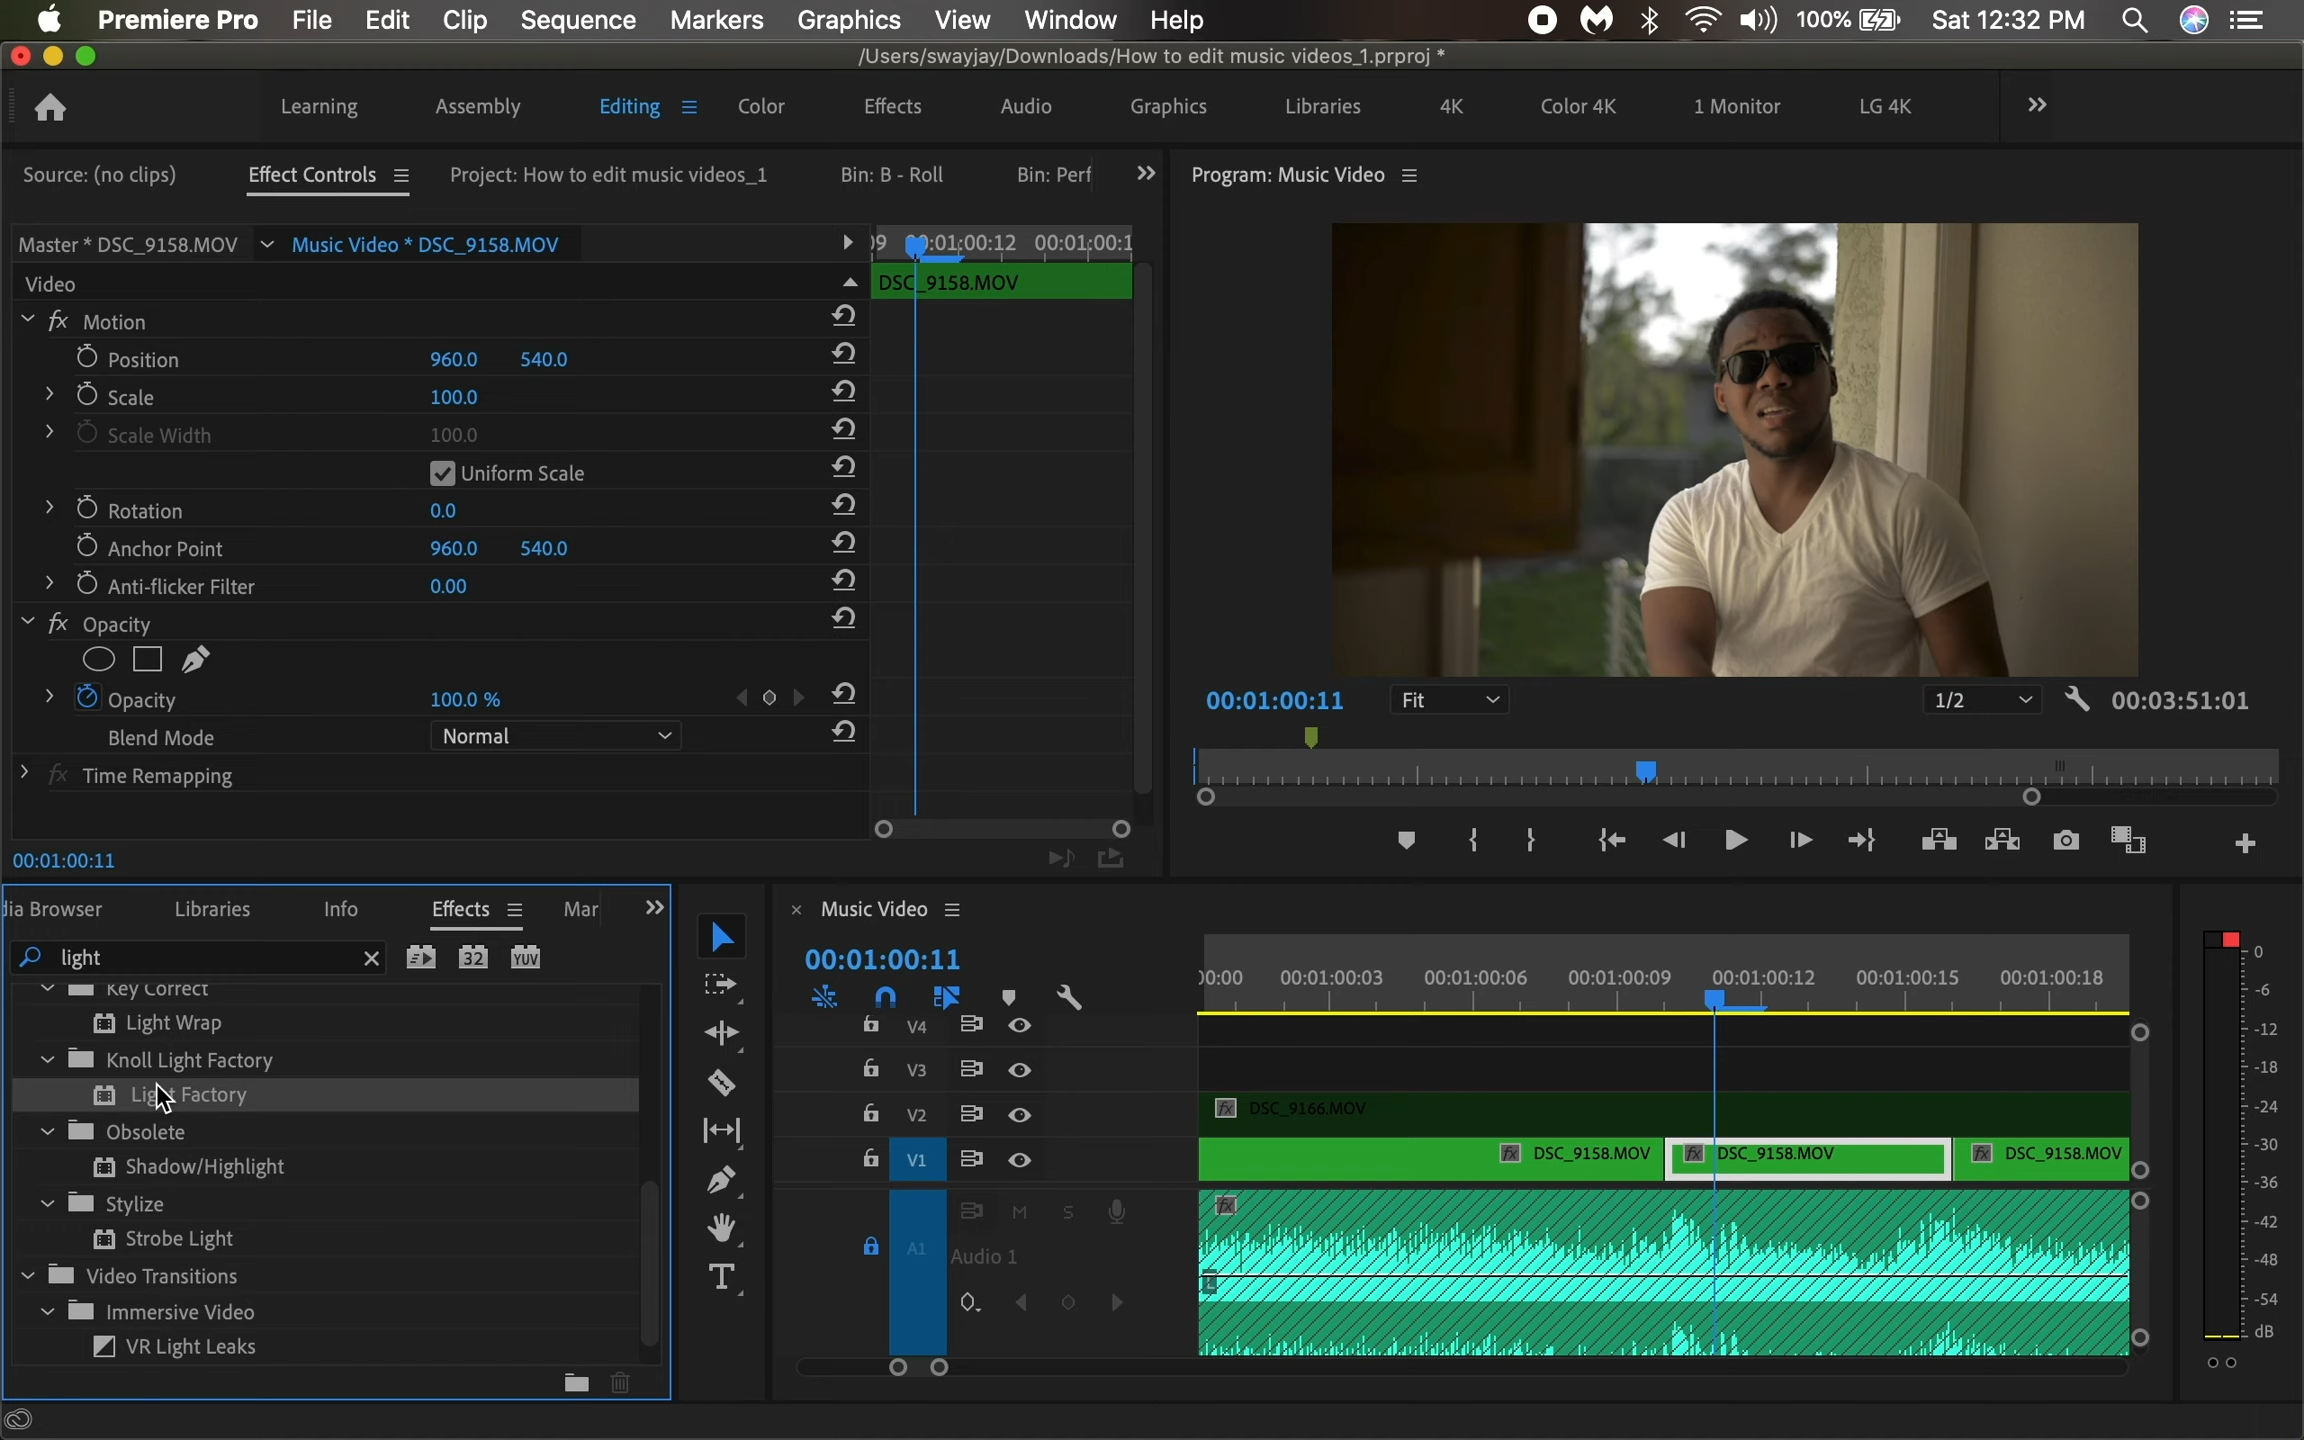 Premiere Pro File Edit Clip Sequence Markers Graphics View Window Help 100% Sat 12:32 PM
/Users/swayjay/Downloads/How to edit music videos_1.prproj *
Learning Assembly Editing Color Effects Audio Graphics Libraries 4K Color 4K 1 Monitor LG 4K
Source: (no clips) Effect Controls Project: How to edit music videos_1 Bin: B - Roll Bin: Perf
Program: Music Video
Master * DSC_9158.MOV Music Video * DSC_9158.MOV
00:01:00:12 00:01:00:1
Video
DSC_9158.MOV
fx Motion
Position 960.0 540.0
Scale 100.0
Scale Width 100.0
Uniform Scale
Rotation 0.0
Anchor Point 960.0 540.0
Anti-flicker Filter 0.00
fx Opacity
Opacity 100.0 %
Blend Mode Normal
fx Time Remapping
00:01:00:11
00:01:00:11 Fit 1/2 00:03:51:01
dia Browser Libraries Info Effects Mar
light 32 YUV
Key Correct
Light Wrap
Knoll Light Factory
Light Factory
Obsolete
Shadow/Highlight
Stylize
Strobe Light
Video Transitions
Immersive Video
VR Light Leaks
Music Video
00:01:00:11
00:00 00:01:00:03 00:01:00:06 00:01:00:09 00:01:00:12 00:01:00:15 00:01:00:18
V4
V3
V2 fx DSC_9166.MOV
V1 fx DSC_9158.MOV fx DSC_9158.MOV fx DSC_9158.MOV
M S fx
A1 Audio 1
L
0
-6
-12
-18
-24
-30
-36
-42
-48
-54
dB